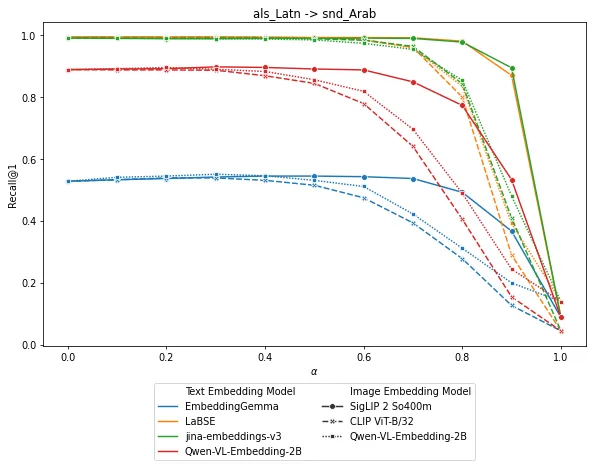 als_Latn -> snd_Arab
Recall@1
1.0
0.8
0.6
0.4
0.2
0.0
0.0 0.2 0.4 0.6 0.8 1.0
α
Text Embedding Model Image Embedding Model
EmbeddingGemma SigLIP 2 So400m
LaBSE CLIP ViT-B/32
jina-embeddings-v3 Qwen-VL-Embedding-2B
Qwen-VL-Embedding-2B